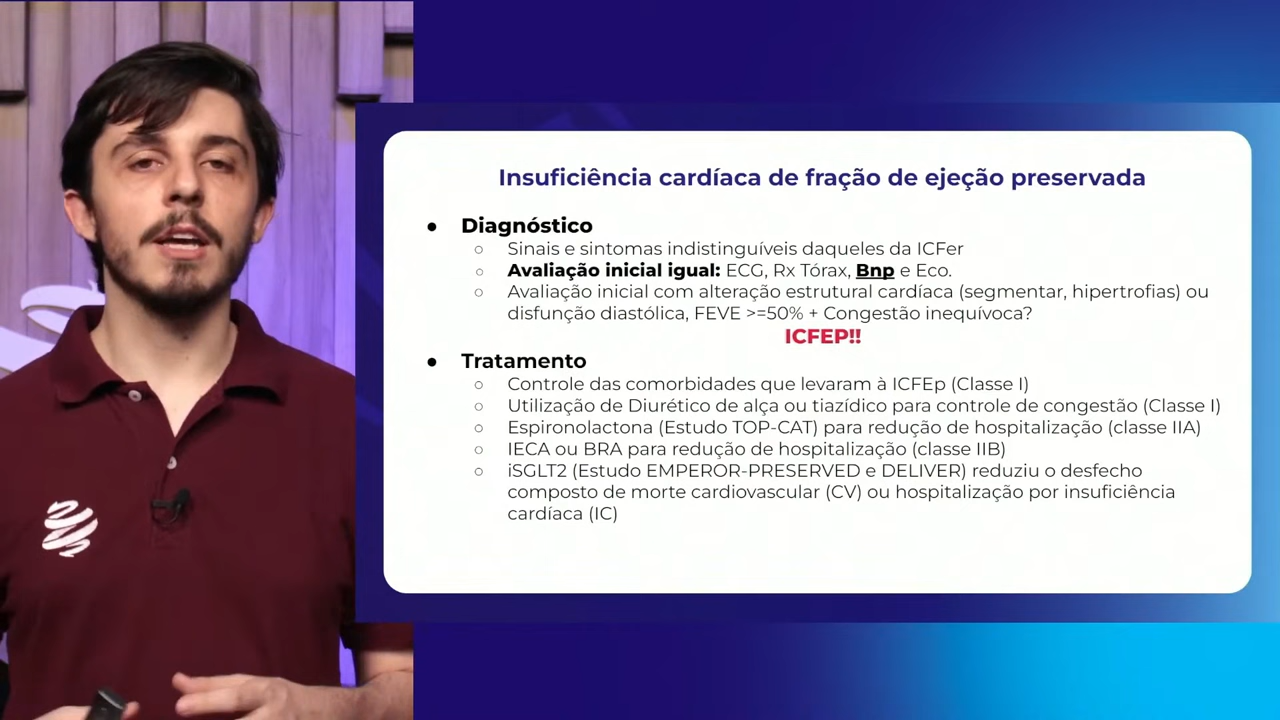 Insuficiência cardíaca de fração de ejeção preservada
● Diagnóstico
○ Sinais e sintomas indistinguíveis daqueles da ICFer
○ Avaliação inicial igual: ECG, Rx Tórax, Bnp e Eco.
○ Avaliação inicial com alteração estrutural cardíaca (segmentar, hipertrofias) ou
disfunção diastólica, FEVE >=50% + Congestão inequívoca?
ICFEP!!
● Tratamento
○ Controle das comorbidades que levaram à ICFEp (Classe I)
○ Utilização de Diurético de alça ou tiazídico para controle de congestão (Classe I)
○ Espironolactona (Estudo TOP-CAT) para redução de hospitalização (classe IIA)
○ IECA ou BRA para redução de hospitalização (classe IIB)
○ iSGLT2 (Estudo EMPEROR-PRESERVED e DELIVER) reduziu o desfecho
composto de morte cardiovascular (CV) ou hospitalização por insuficiência
cardíaca (IC)